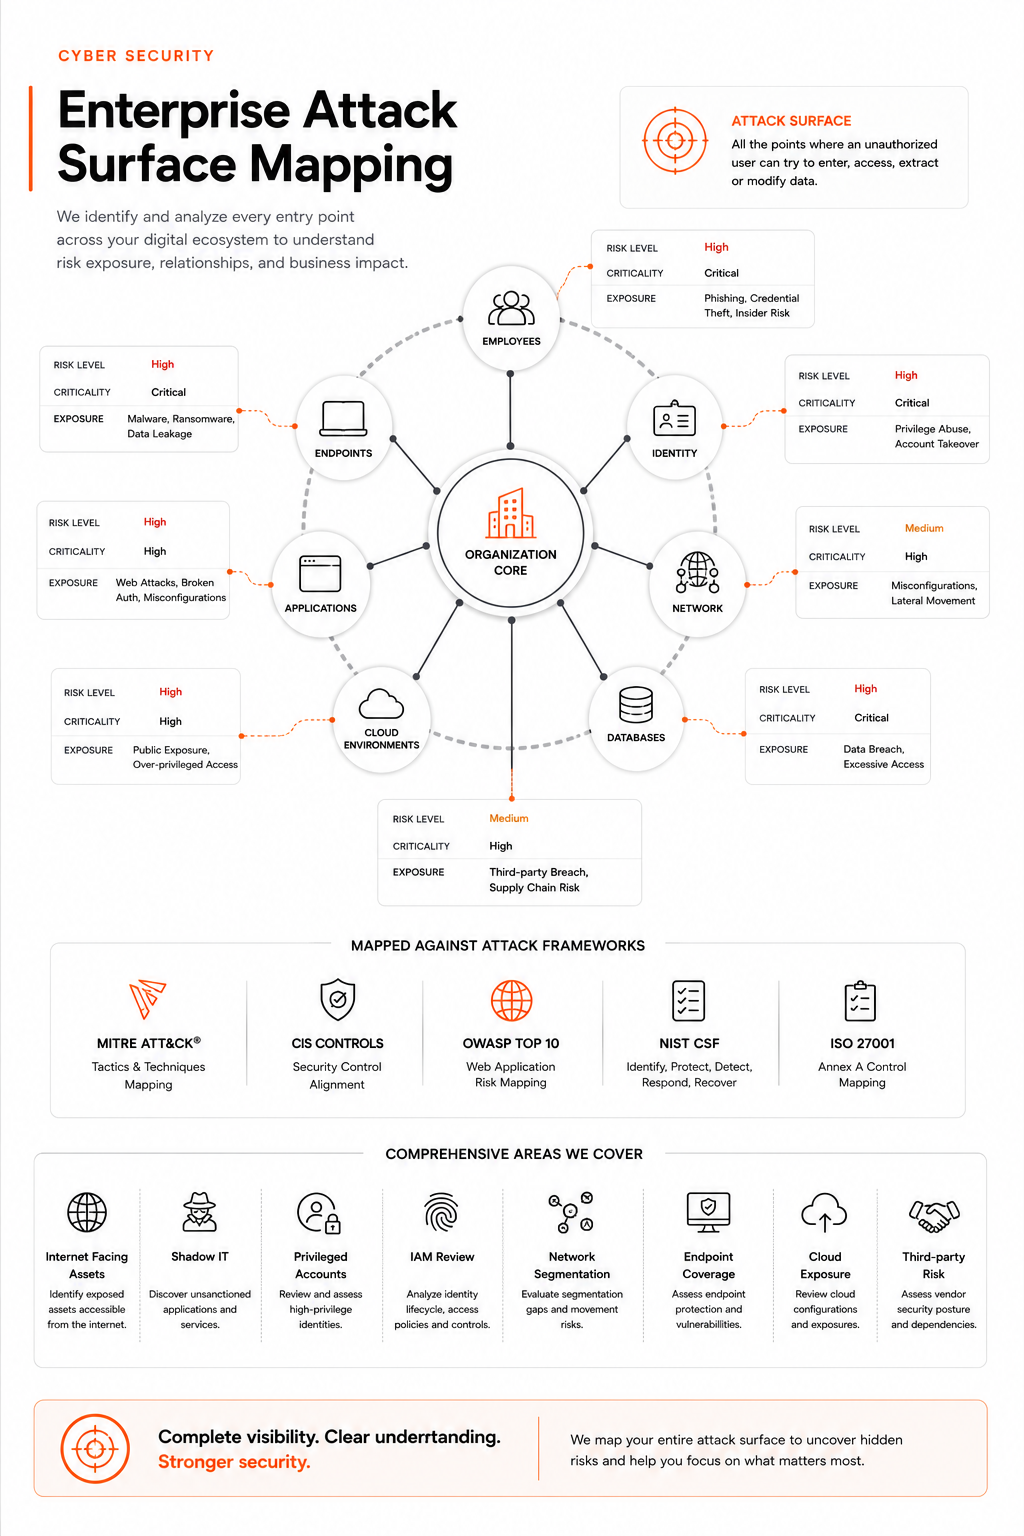 CYBER SECURITY
Enterprise Attack
Surface Mapping
We identify and analyze every entry point
across your digital ecosystem to understand
risk exposure, relationships, and business impact.
ATTACK SURFACE
All the points where an unauthorized
user can try to enter, access, extract
or modify data.
RISK LEVEL High
CRITICALITY Critical
EXPOSURE Phishing, Credential
Theft, Insider Risk
EMPLOYEES
RISK LEVEL High
CRITICALITY Critical
EXPOSURE Malware, Ransomware,
Data Leakage
ENDPOINTS
IDENTITY
RISK LEVEL High
CRITICALITY Critical
EXPOSURE Privilege Abuse,
Account Takeover
ORGANIZATION
CORE
RISK LEVEL High
CRITICALITY High
EXPOSURE Web Attacks, Broken
Auth, Misconfigurations
APPLICATIONS
NETWORK
RISK LEVEL Medium
CRITICALITY High
EXPOSURE Misconfigurations,
Lateral Movement
RISK LEVEL High
CRITICALITY High
EXPOSURE Public Exposure,
Over-privileged Access
CLOUD
ENVIRONMENTS
DATABASES
RISK LEVEL High
CRITICALITY Critical
EXPOSURE Data Breach,
Excessive Access
RISK LEVEL Medium
CRITICALITY High
EXPOSURE Third-party Breach,
Supply Chain Risk
MAPPED AGAINST ATTACK FRAMEWORKS
MITRE ATT&CK®
Tactics & Techniques
Mapping
CIS CONTROLS
Security Control
Alignment
OWASP TOP 10
Web Application
Risk Mapping
NIST CSF
Identify, Protect, Detect,
Respond, Recover
ISO 27001
Annex A Control
Mapping
COMPREHENSIVE AREAS WE COVER
Internet Facing
Assets
Identify exposed
assets accessible
from the internet.
Shadow IT
Discover unsanctioned
applications and
services.
Privileged
Accounts
Review and assess
high-privilege
identities.
IAM Review
Analyze identity
lifecycle, access
policies and controls.
Network
Segmentation
Evaluate segmentation
gaps and movement
risks.
Endpoint
Coverage
Assess endpoint
protection and
vulnerabilities.
Cloud
Exposure
Review cloud
configurations
and exposures.
Third-party
Risk
Assess vendor
security posture
and dependencies.
Complete visibility. Clear underrtanding.
Stronger security.
We map your entire attack surface to uncover hidden
risks and help you focus on what matters most.